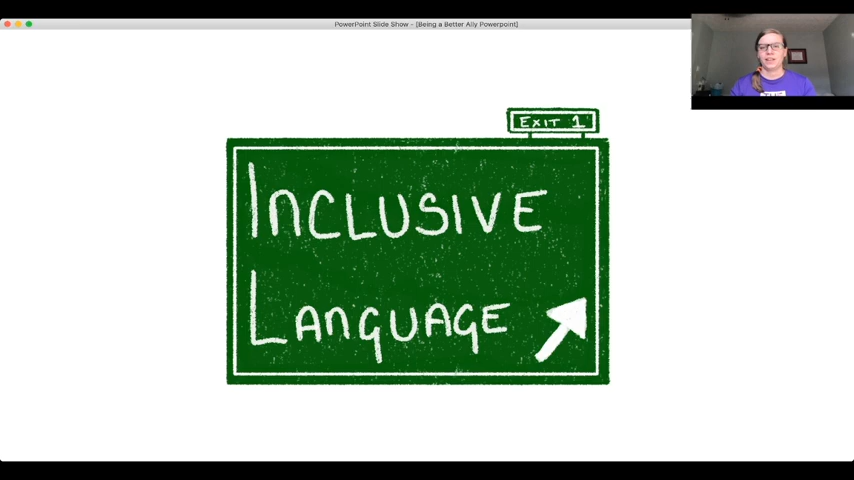 PowerPoint Slide Show - [Being a Better Ally Powerpoint]
EXIT 1
INCLUSIVE
LANGUAGE